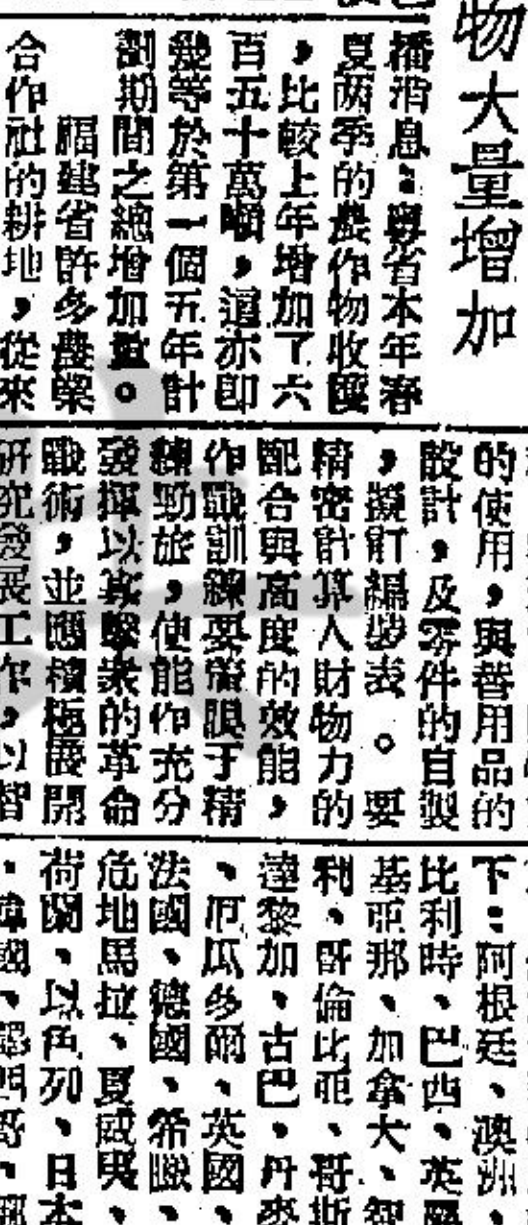 物大量增加
播消息：粵省本年春
夏兩季的農作物收穫
，比較上年增加了六
百五十萬噸，這亦即
幾等於第一個五年計
劃期間之總增加量。
福建省許多農業
合作社的耕地，從來
的使用，與替用品的
設計，及零件的自製
，擬訂編裝表。要
精密計算人財物力的
配合與高度的效能，
作戰訓練要着眼于精
練勁旅，使能作充分
發揮以寡擊衆的革命
戰術，並應積極展開
研究發展工作，以智
下：阿根廷、澳洲、
比利時、巴西、英屬
基亞那、加拿大、智
利、哥倫比亞、哥斯
達黎加、古巴、丹麥
、厄瓜多爾、英國、
法國、德國、希臘、
危地馬拉、夏威夷、
荷蘭、以色列、日本
、韓國、